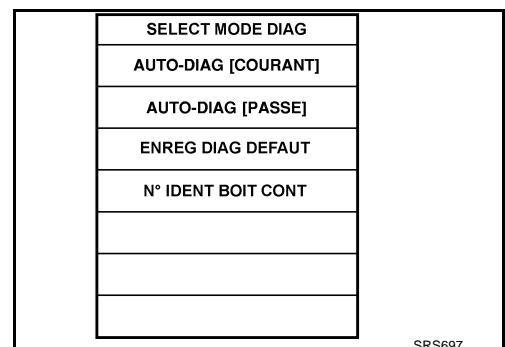 SELECT MODE DIAG
AUTO-DIAG [COURANT]
AUTO-DIAG [PASSE]
ENREG DIAG DEFAUT
N° IDENT BOIT CONT
SRS697